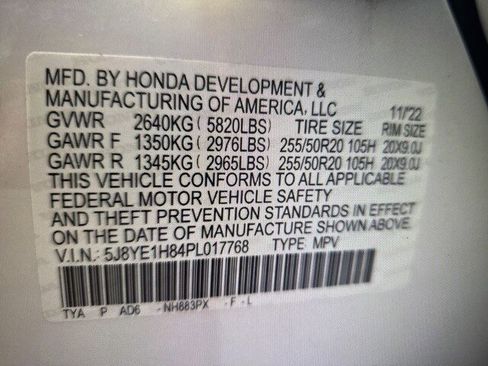 MFD. BY HONDA DEVELOPMENT &
MANUFACTURING OF AMERICA, LLC 11/22
GVWR 2640KG ( 5820LBS) TIRE SIZE RIM SIZE
GAWR F 1350KG ( 2976LBS) 255/50R20 105H 20X9.0J
GAWR R 1345KG ( 2965LBS) 255/50R20 105H 20X9.0J
THIS VEHICLE CONFORMS TO ALL APPLICABLE
FEDERAL MOTOR VEHICLE SAFETY
AND THEFT PREVENTION STANDARDS IN EFFECT
ON THE DATE OF MANUFACTURE SHOWN ABOVE.
V.I.N.: 5J8YE1H84PL017768 TYPE: MPV
TYA P AD6 -NH883PX -F-L